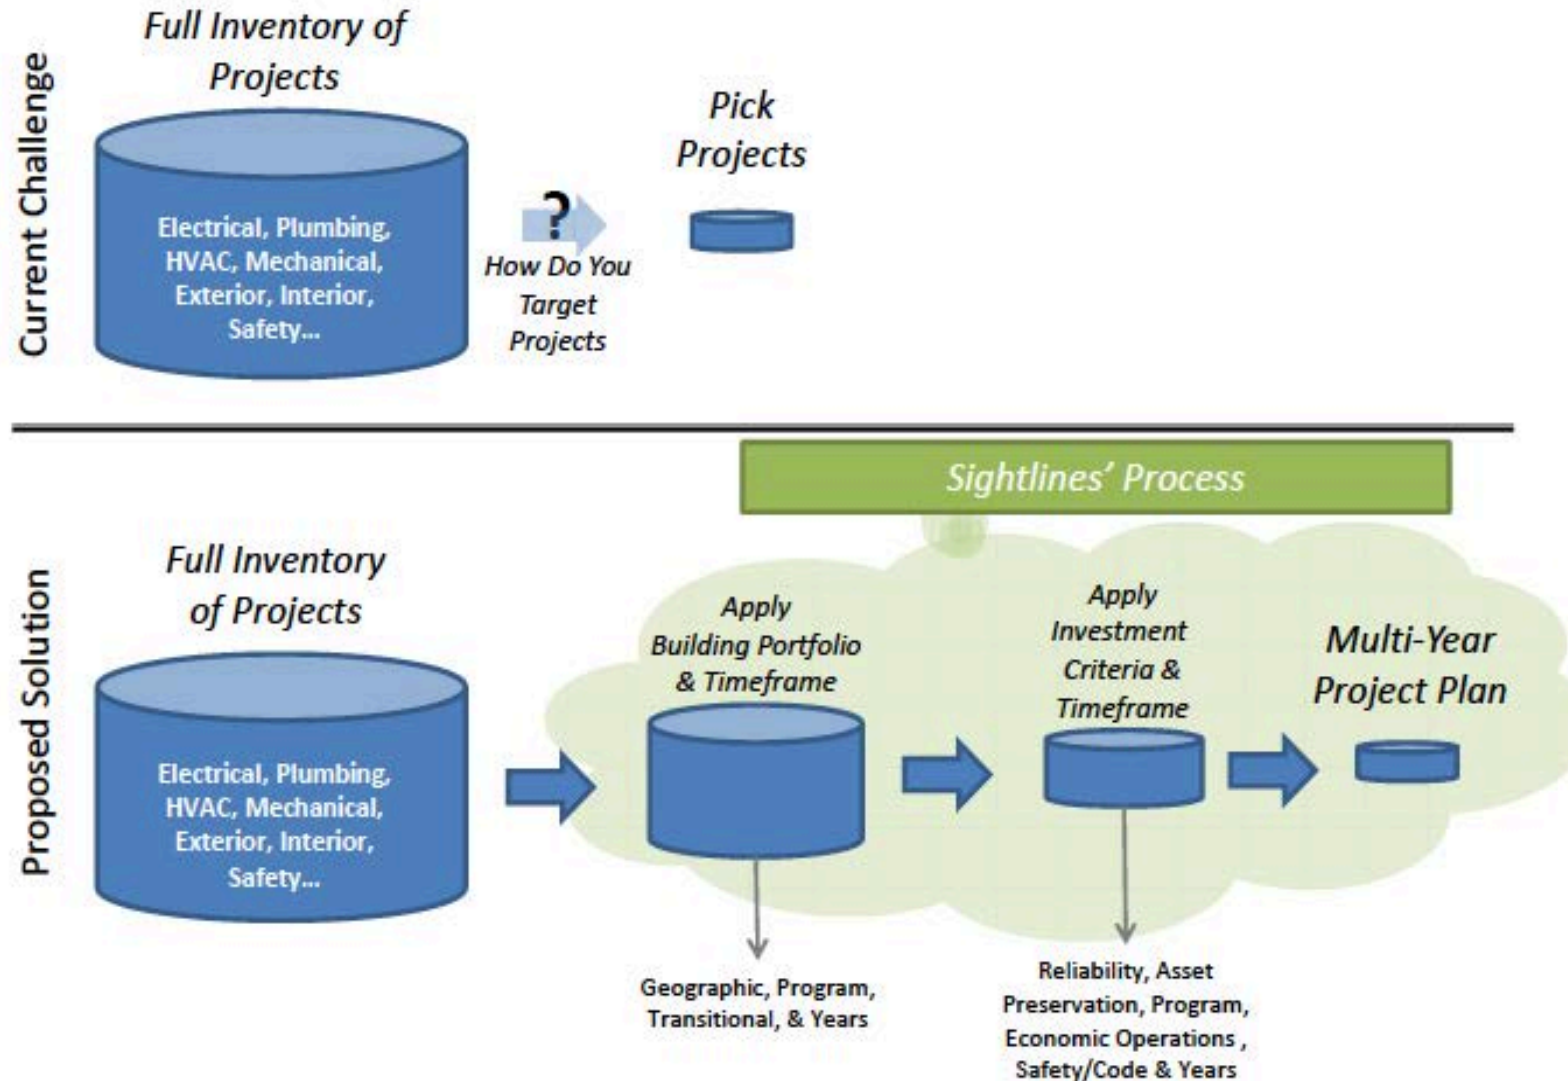 Current Challenge
Full Inventory of
Projects
Electrical, Plumbing,
HVAC, Mechanical,
Exterior, Interior,
Safety...
?
How Do You
Target
Projects
Pick
Projects
Sightlines’ Process
Proposed Solution
Full Inventory
of Projects
Electrical, Plumbing,
HVAC, Mechanical,
Exterior, Interior,
Safety...
Apply
Building Portfolio
& Timeframe
Geographic, Program,
Transitional, & Years
Apply
Investment
Criteria &
Timeframe
Reliability, Asset
Preservation, Program,
Economic Operations ,
Safety/Code & Years
Multi-Year
Project Plan